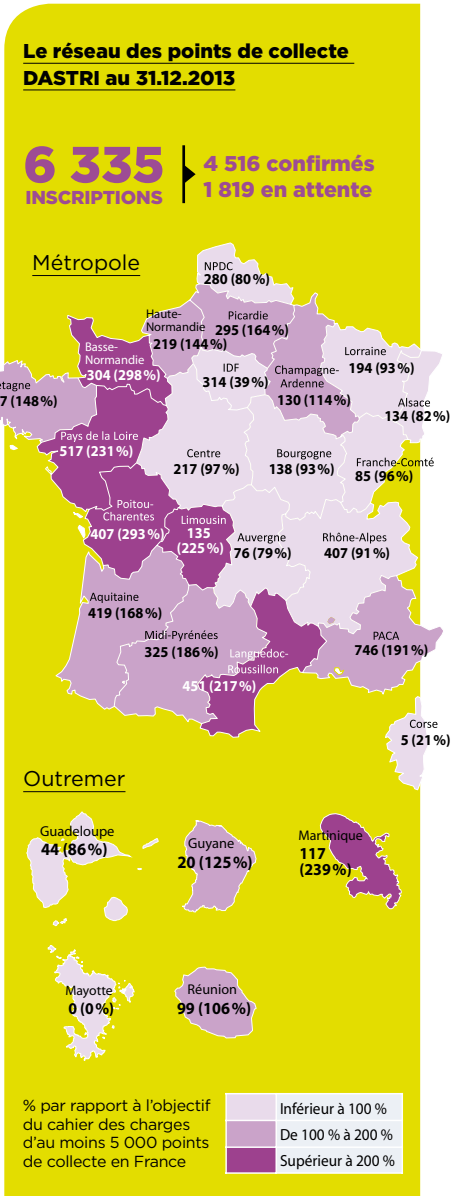 Le réseau des points de collecte
DASTRI au 31.12.2013
6 335
INSCRIPTIONS
4 516 confirmés
1 819 en attente
Métropole
NPDC
280 (80 %)
Haute-
Normandie
219 (144 %)
Picardie
295 (164 %)
Basse-
Normandie
304 (298 %)
IDF
314 (39 %)
Champagne-
Ardenne
130 (114 %)
Lorraine
194 (93 %)
Alsace
134 (82 %)
etagne
7 (148 %)
Pays de la Loire
517 (231 %)
Centre
217 (97 %)
Bourgogne
138 (93 %)
Franche-Comté
85 (96 %)
Poitou-
Charentes
407 (293 %)
Limousin
135
(225 %)
Auvergne
76 (79 %)
Rhône-Alpes
407 (91 %)
Aquitaine
419 (168 %)
Midi-Pyrénées
325 (186 %)
Languedoc-
Roussillon
451 (217 %)
PACA
746 (191 %)
Corse
5 (21 %)
Outremer
Guadeloupe
44 (86 %)
Guyane
20 (125 %)
Martinique
117
(239 %)
Mayotte
0 (0 %)
Réunion
99 (106 %)
% par rapport à l'objectif
du cahier des charges
d'au moins 5 000 points
de collecte en France
Inférieur à 100 %
De 100 % à 200 %
Supérieur à 200 %